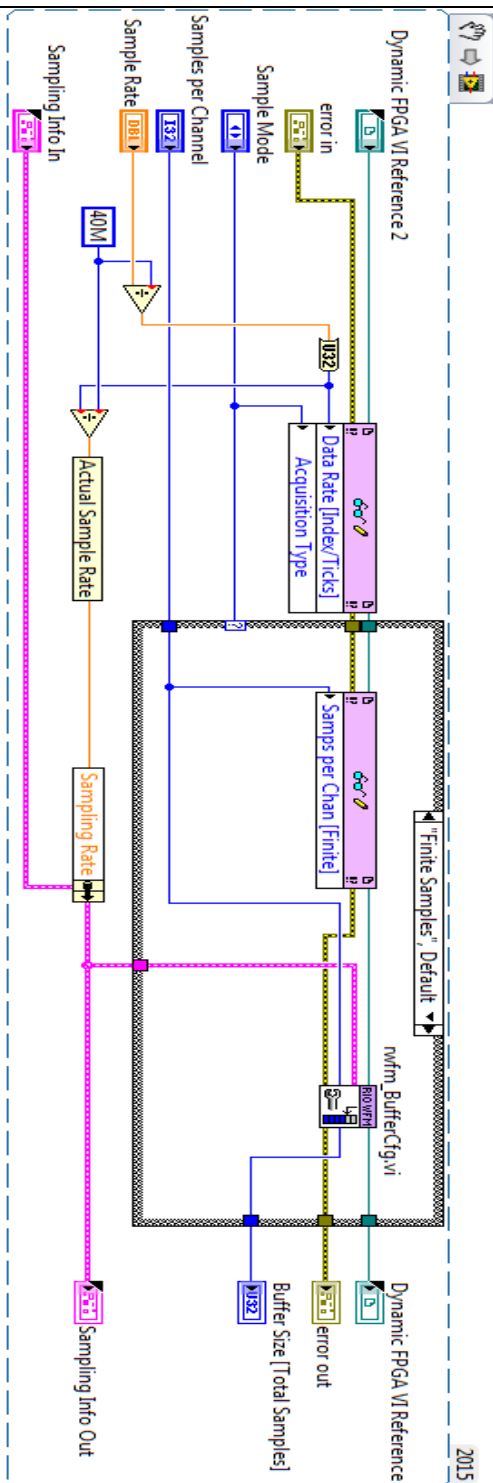 2015
Dynamic FPGA VI Reference 2
error in
Sample Mode
Samples per Channel
I32
Sample Rate
DBL
Sampling Info In
40M
U32
Data Rate [Index/Ticks]
Acquisition Type
Actual Sample Rate
"Finite Samples", Default
Samps per Chan [Finite]
Sampling Rate
rwfm_BufferCfg.vi
RIO WFM
Dynamic FPGA VI Reference
error out
U32
Buffer Size [Total Samples]
Sampling Info Out